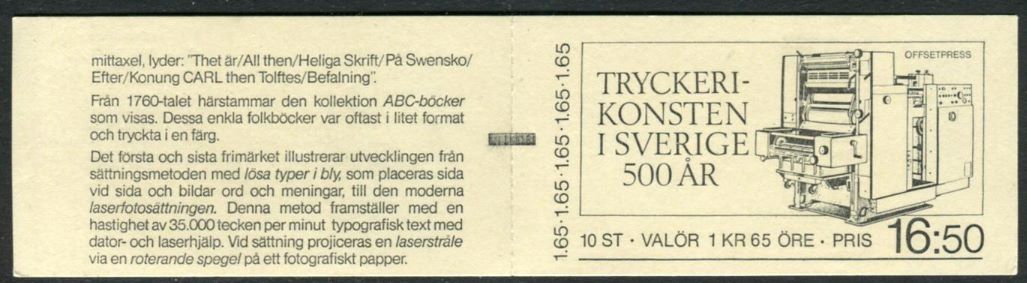 mittaxel, lyder: "Thet är/All then/Heliga Skrift/På Swensko/
Efter/Konung CARL then Tolftes/Befalning".
Från 1760-talet härstammar den kollektion ABC-böcker
som visas. Dessa enkla folkböcker var oftast i litet format
och tryckta i en färg.
Det första och sista frimärket illustrerar utvecklingen från
sättningsmetoden med lösa typer i bly, som placeras sida
vid sida och bildar ord och meningar, till den moderna
laserfotosättningen. Denna metod framställer med en
hastighet av 35.000 tecken per minut typografisk text med
dator- och laserhjälp. Vid sättning projiceras en laserstråle
via en roterande spegel på ett fotografiskt papper.
1.65·1.65·1.65·1.65·1.65·1.65
OFFSETPRESS
TRYCKERI-
KONSTEN
I SVERIGE
500 ÅR
10 ST · VALÖR 1 KR 65 ÖRE · PRIS 16:50